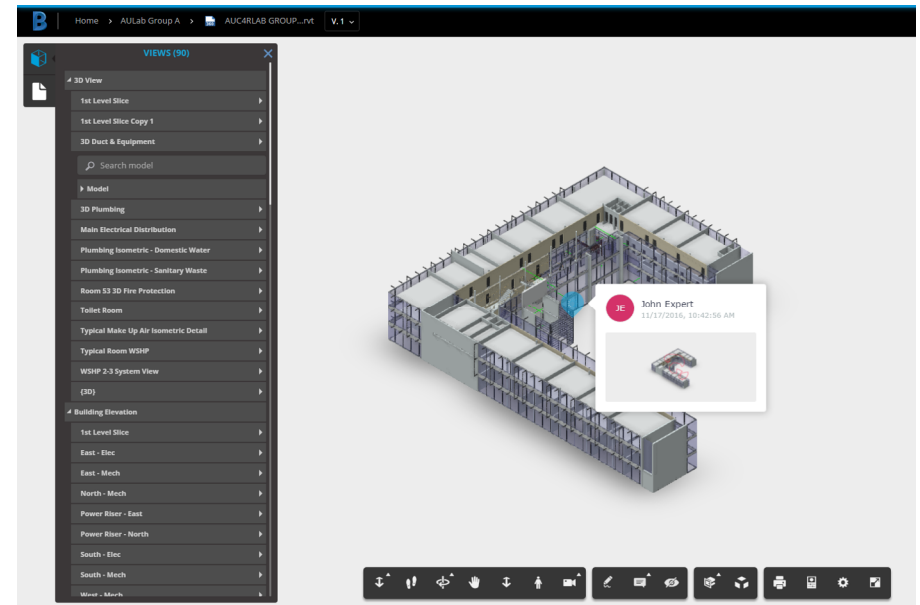 B
Home > AULab Group A > AUC4RLAB GROUP...rvt V. 1
VIEWS (90)
3D View
1st Level Slice
1st Level Slice Copy 1
3D Duct & Equipment
Search model
Model
3D Plumbing
Main Electrical Distribution
Plumbing Isometric - Domestic Water
Plumbing Isometric - Sanitary Waste
Room S3 3D Fire Protection
Toilet Room
Typical Make Up Air Isometric Detail
Typical Room WSHP
WSHP 2-3 System View
{3D}
Building Elevation
1st Level Slice
East - Elec
East - Mech
North - Mech
Power Riser - East
Power Riser - North
South - Elec
South - Mech
West - Mech
JE
John Expert
11/17/2016, 10:42:56 AM